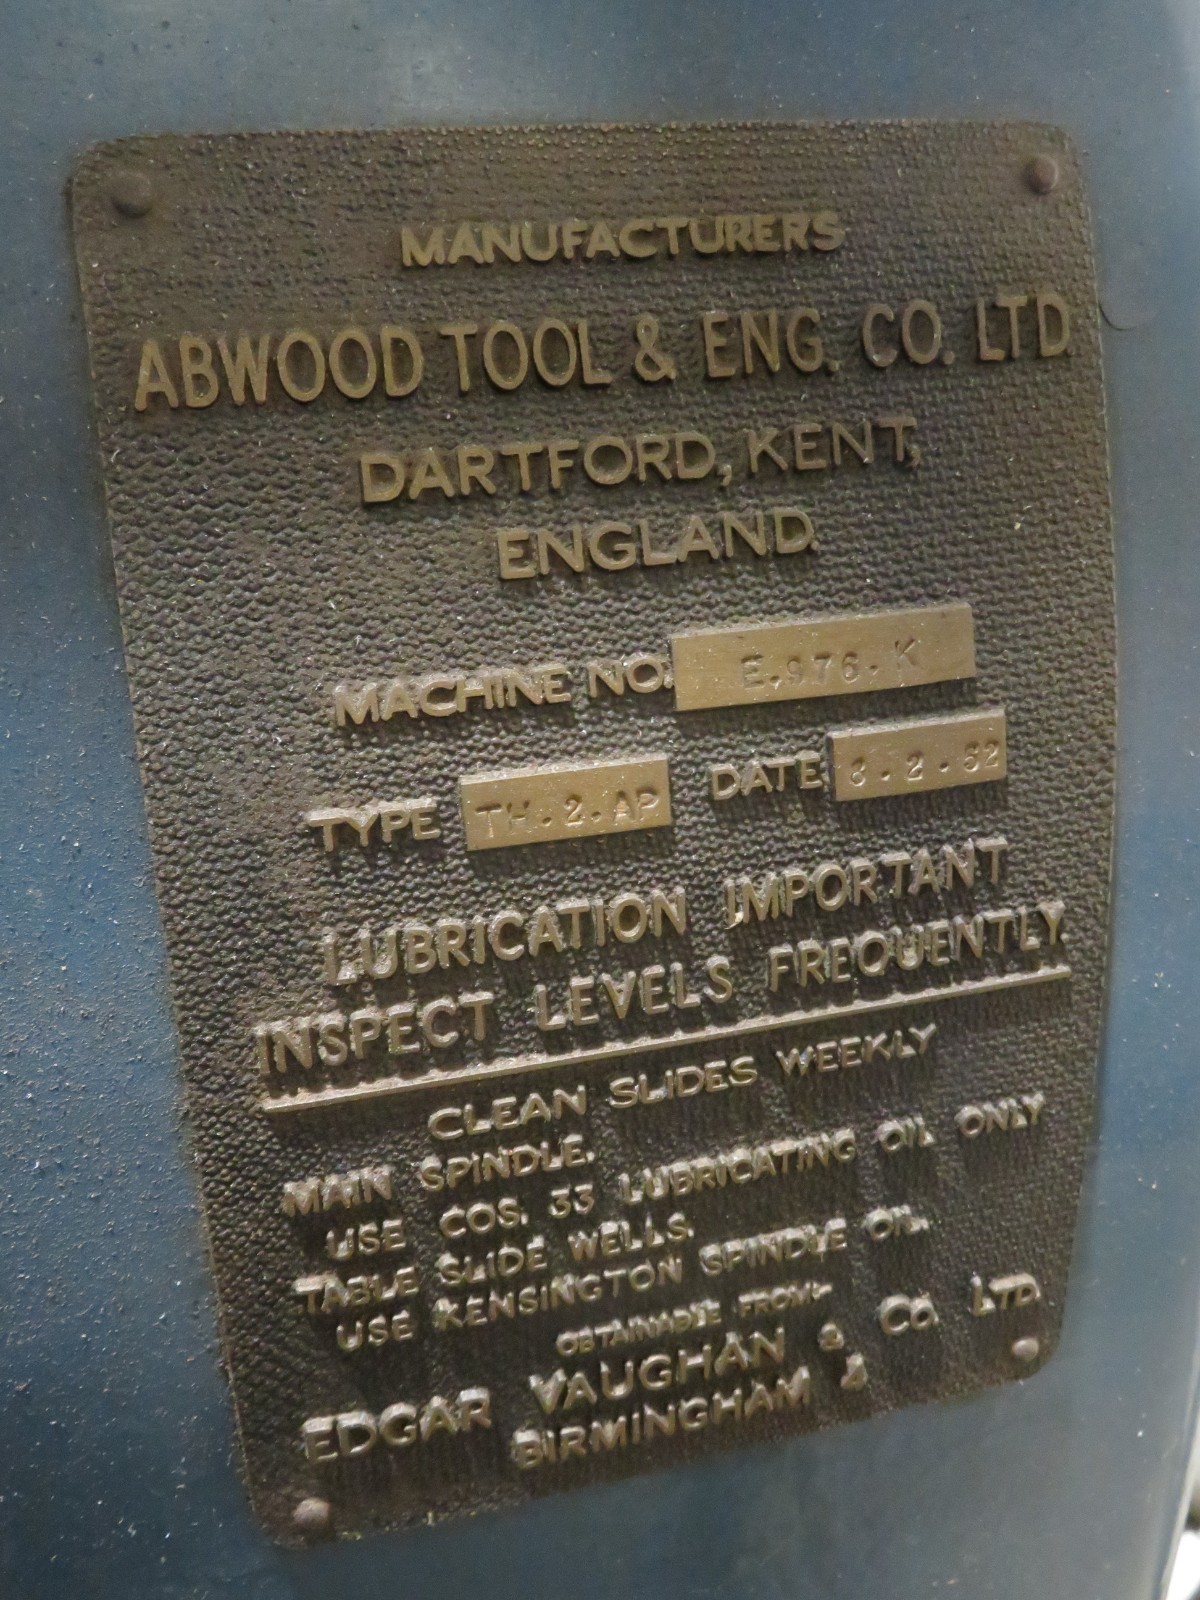 MANUFACTURERS
ABWOOD TOOL & ENG. CO. LTD.
DARTFORD, KENT,
ENGLAND.
MACHINE NO. E.976.K
TYPE TH.2.AP DATE 8.2.52
LUBRICATION IMPORTANT
INSPECT LEVELS FREQUENTLY.
CLEAN SLIDES WEEKLY
MAIN SPINDLE.
USE COS. 33 LUBRICATING OIL ONLY
TABLE SLIDE WELLS.
USE KENSINGTON SPINDLE OIL.
OBTAINABLE FROM:-
EDGAR VAUGHAN & CO. LTD.
BIRMINGHAM 4